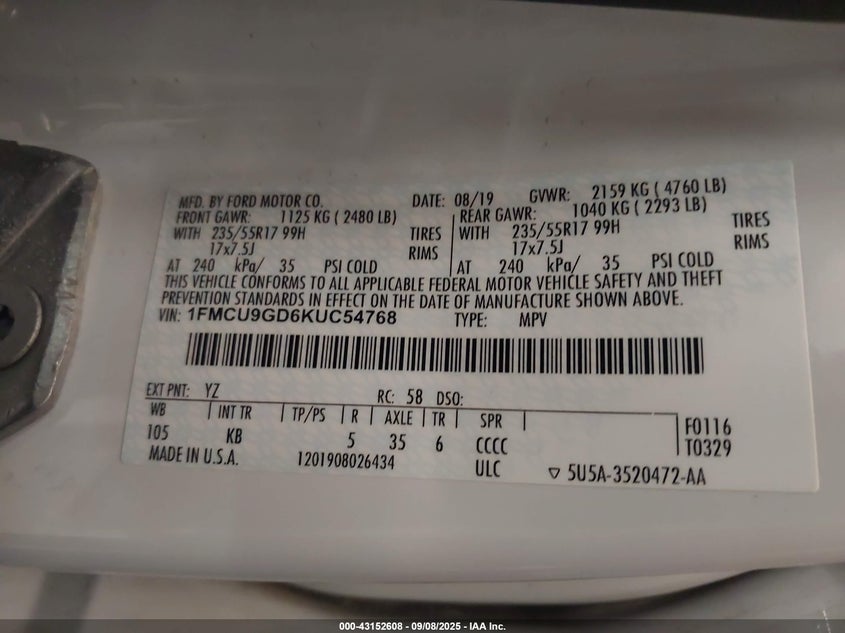 MFD. BY FORD MOTOR CO. DATE: 08/19 GVWR: 2159 KG ( 4760 LB)
FRONT GAWR: 1125 KG ( 2480 LB) REAR GAWR: 1040 KG ( 2293 LB)
WITH 235/55R17 99H TIRES WITH 235/55R17 99H TIRES
17x7.5J RIMS 17x7.5J RIMS
AT 240 kPa/ 35 PSI COLD AT 240 kPa/ 35 PSI COLD
THIS VEHICLE CONFORMS TO ALL APPLICABLE FEDERAL MOTOR VEHICLE SAFETY AND THEFT
PREVENTION STANDARDS IN EFFECT ON THE DATE OF MANUFACTURE SHOWN ABOVE.
VIN: 1FMCU9GD6KUC54768 TYPE: MPV
EXT PNT: YZ RC: 58 DSO:
WB INT TR TP/PS R AXLE TR SPR F0116
105 KB 5 35 6 CCCC T0329
MADE IN U.S.A. 1201908026434 ULC ▽ 5U5A-3520472-AA
000-43152608 - 09/08/2025 - IAA Inc.